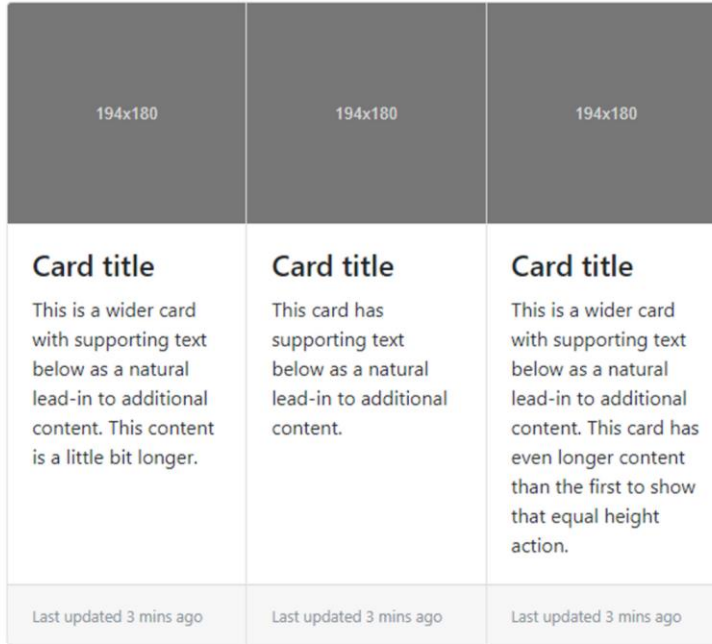 194x180
194x180
194x180
Card title
This is a wider card
with supporting text
below as a natural
lead-in to additional
content. This content
is a little bit longer.
Last updated 3 mins ago
Card title
This card has
supporting text
below as a natural
lead-in to additional
content.
Last updated 3 mins ago
Card title
This is a wider card
with supporting text
below as a natural
lead-in to additional
content. This card has
even longer content
than the first to show
that equal height
action.
Last updated 3 mins ago